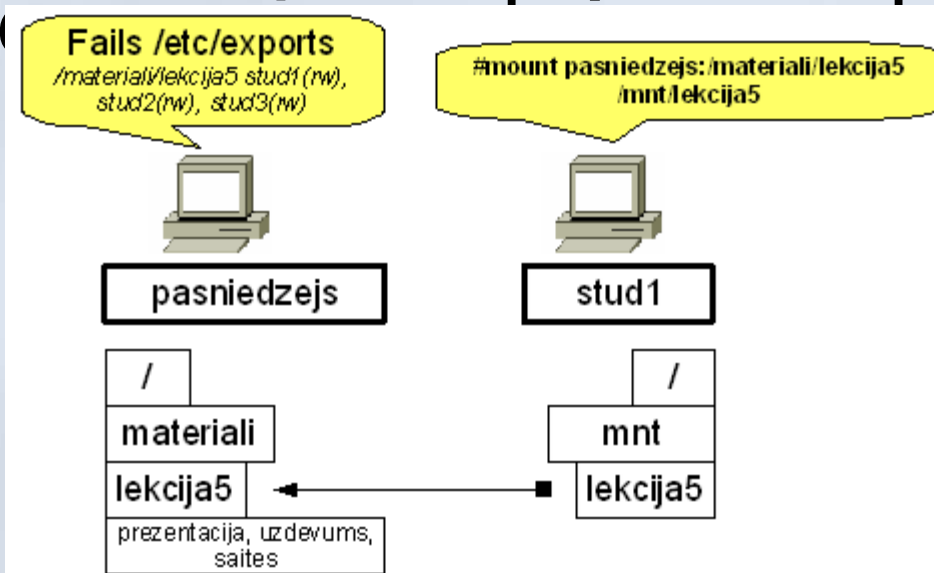 Fails /etc/exports
/materiali/lekcija5 stud1(rw),
stud2(rw), stud3(rw)
#mount pasniedzejs:/materiali/lekcija5
/mnt/lekcija5
pasniedzejs
stud1
/
materiali
lekcija5
prezentacija, uzdevums,
saites
/
mnt
lekcija5